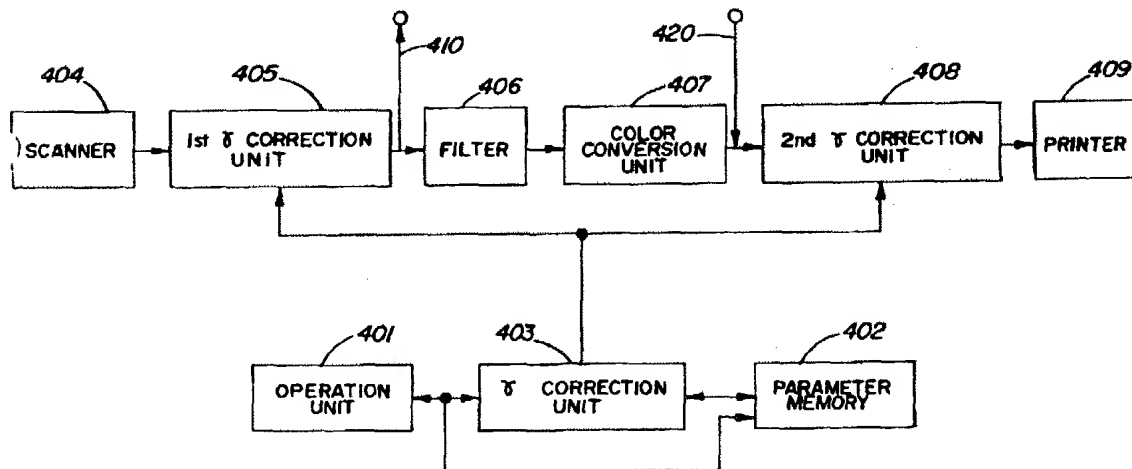 404
405
410
406
407
420
408
409
SCANNER
1st γ CORRECTION
UNIT
FILTER
COLOR
CONVERSION
UNIT
2nd γ CORRECTION
UNIT
PRINTER
401
403
402
OPERATION
UNIT
γ CORRECTION
UNIT
PARAMETER
MEMORY